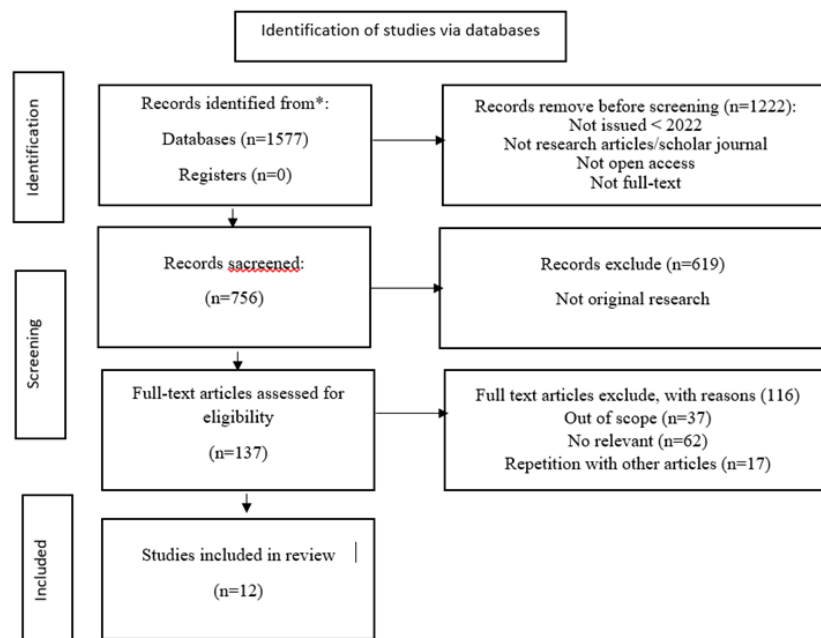 Identification of studies via databases
Identification
Records identified from*:
Databases (n=1577)
Registers (n=0)
Records remove before screening (n=1222):
Not issued < 2022
Not research articles/scholar journal
Not open access
Not full-text
Screening
Records sacreened:
(n=756)
Records exclude (n=619)
Not original research
Full-text articles assessed for
eligibility
(n=137)
Full text articles exclude, with reasons (116)
Out of scope (n=37)
No relevant (n=62)
Repetition with other articles (n=17)
Included
Studies included in review
(n=12)